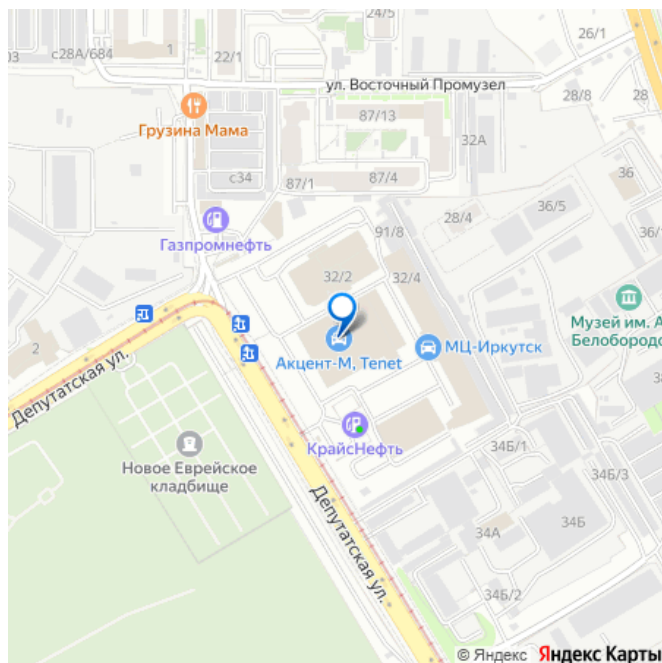 24/5
с28А/684
03
1
22/1
26/1
ул. Восточный Промузел
28/8
28
87/13
Грузина Мама
32А
с34
87/1
87/4
36
36/5
28/4
36/1
Газпромнефть
91/8
32/2
32/4
Музей им. А
Белобородо
2
МЦ-Иркутск
Акцент-М, Tenet
Депутатская ул.
КрайсНефть
34Б/1
Новое Еврейское
кладбище
34Б/3
34А
34Б
Депутатская ул.
34Б/2
© Яндекс Яндекс Карты